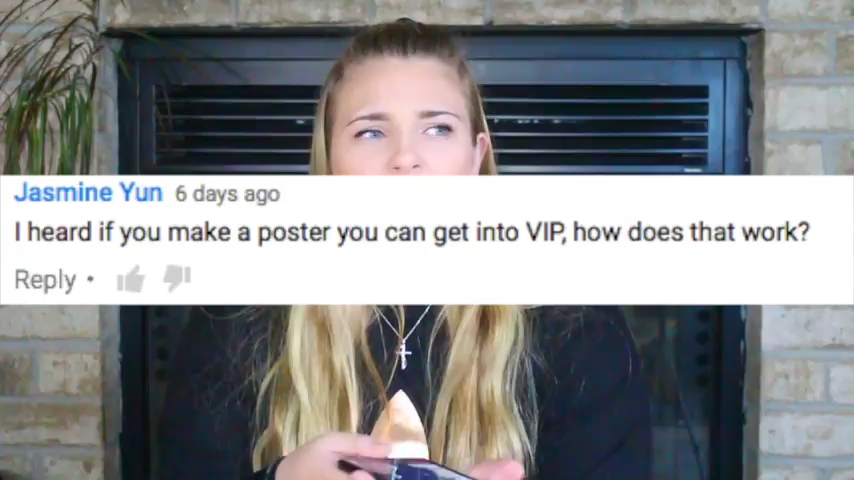 Jasmine Yun 6 days ago
I heard if you make a poster you can get into VIP, how does that work?
Reply •